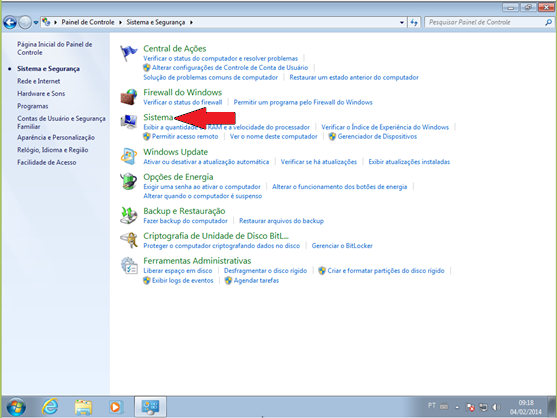 Painel de Controle ▸ Sistema e Segurança ▸
Pesquisar Painel de Controle
Página Inicial do Painel de
Controle
Sistema e Segurança
Rede e Internet
Hardware e Sons
Programas
Contas de Usuário e Segurança
Familiar
Aparência e Personalização
Relógio, Idioma e Região
Facilidade de Acesso
Central de Ações
Verificar o status do computador e resolver problemas
Alterar configurações de Controle de Conta de Usuário
Solução de problemas comuns de computador Restaurar um estado anterior do computador
Firewall do Windows
Verificar o status do firewall Permitir um programa pelo Firewall do Windows
Sistema
Exibir a quantidade RAM e a velocidade do processador Verificar o Índice de Experiência do Windows
Permitir acesso remoto Ver o nome deste computador Gerenciador de Dispositivos
Windows Update
Ativar ou desativar a atualização automática Verificar se há atualizações Exibir atualizações instaladas
Opções de Energia
Exigir uma senha ao ativar o computador Alterar o funcionamento dos botões de energia
Alterar quando o computador é suspenso
Backup e Restauração
Fazer backup do computador Restaurar arquivos do backup
Criptografia de Unidade de Disco BitL...
Proteger o computador criptografando dados no disco Gerenciar o BitLocker
Ferramentas Administrativas
Liberar espaço em disco Desfragmentar o disco rígido Criar e formatar partições do disco rígido
Exibir logs de eventos Agendar tarefas
PT
09:18
04/02/2014